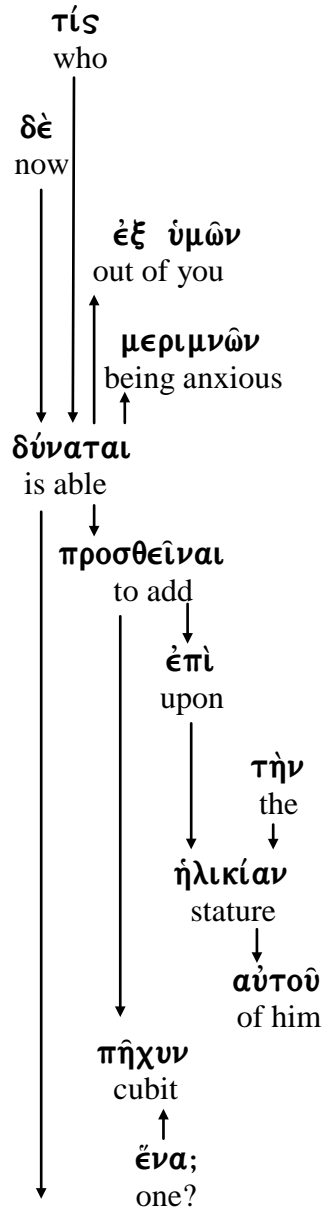 τίς
who
δὲ
now
ἐξ ὑμῶν
out of you
μεριμνῶν
being anxious
δύναται
is able
προσθεῖναι
to add
ἐπὶ
upon
τὴν
the
ἡλικίαν
stature
αὐτοῦ
of him
πῆχυν
cubit
ἕνα;
one?